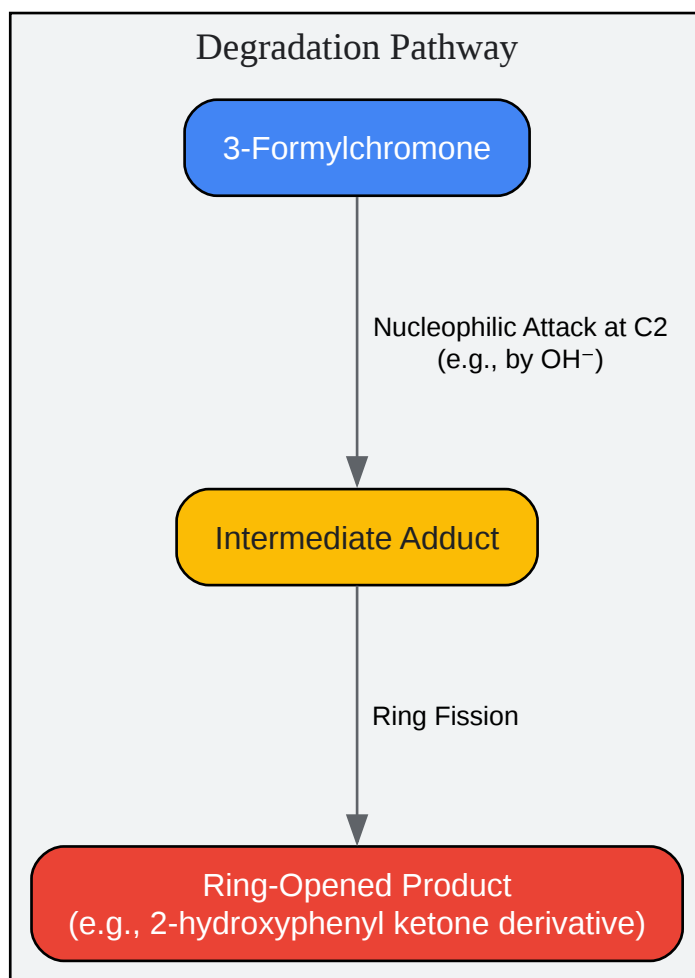 Degradation Pathway
3-Formylchromone
Nucleophilic Attack at C2
(e.g., by OH⁻)
Intermediate Adduct
Ring Fission
Ring-Opened Product
(e.g., 2-hydroxyphenyl ketone derivative)